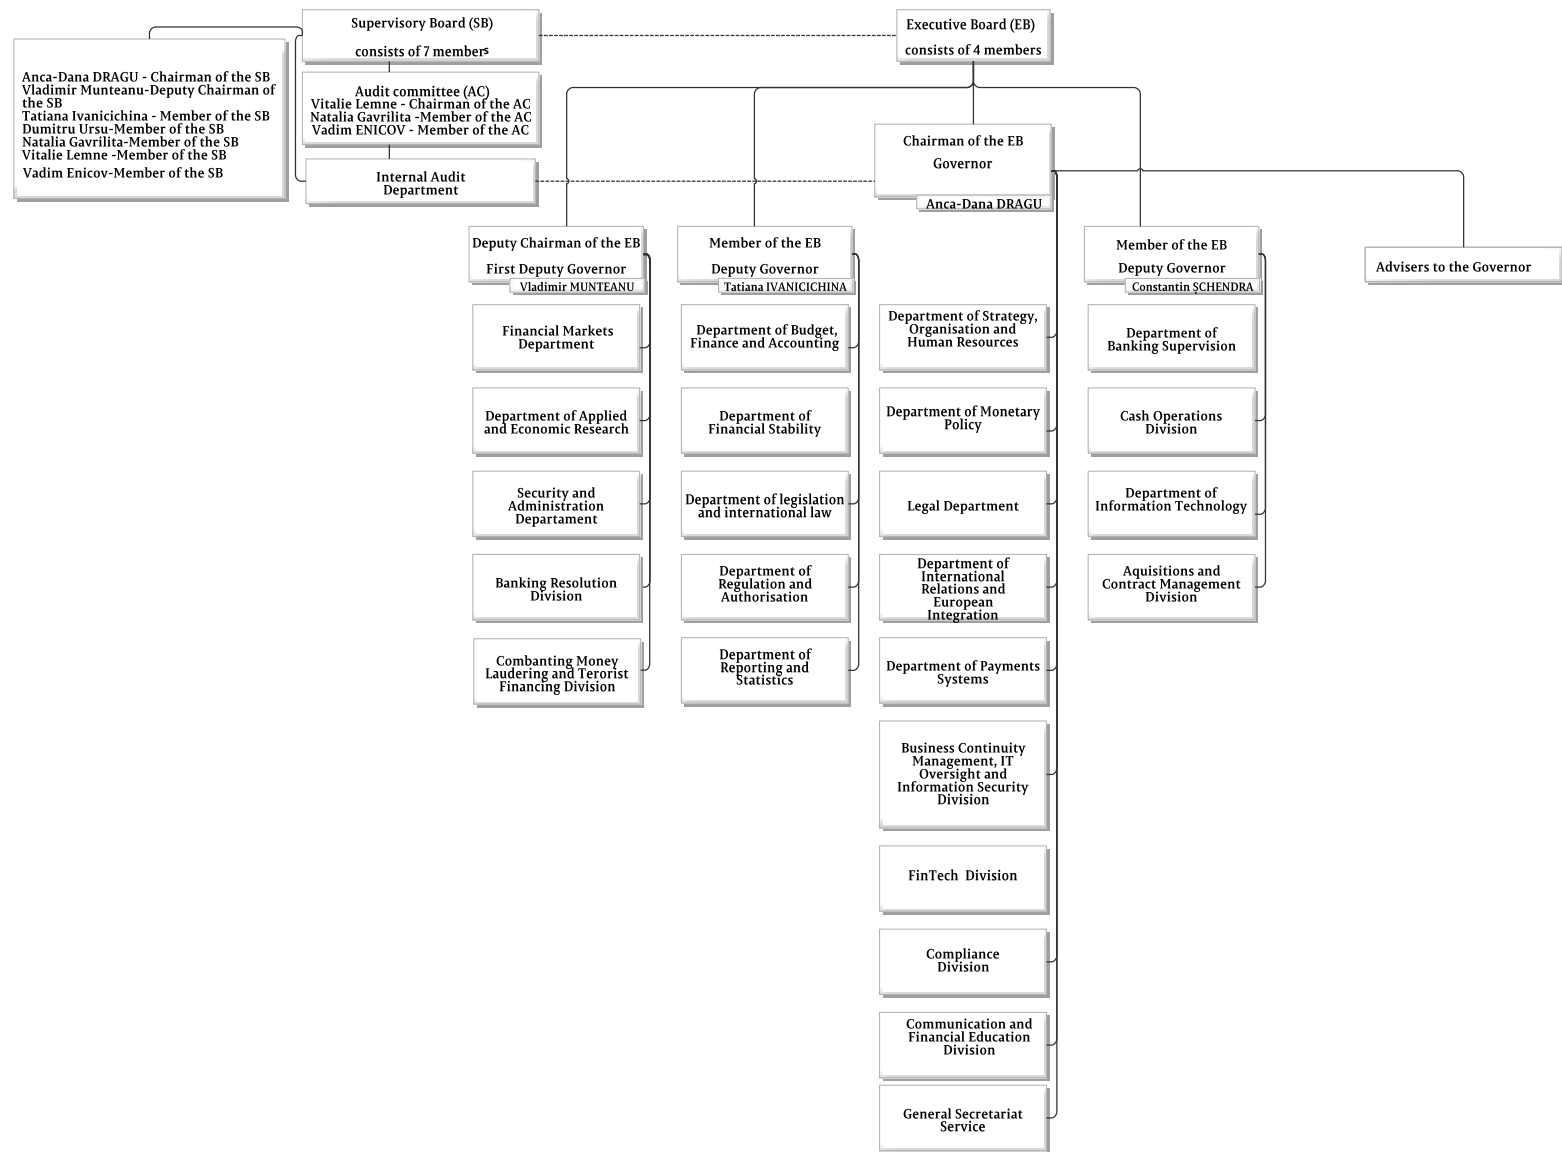 Supervisory Board (SB)
consists of 7 members
Executive Board (EB)
consists of 4 members
Anca-Dana DRAGU - Chairman of the SB
Vladimir Munteanu-Deputy Chairman of
the SB
Tatiana Ivanicichina - Member of the SB
Dumitru Ursu-Member of the SB
Natalia Gavrilita-Member of the SB
Vitalie Lemne -Member of the SB
Vadim Enicov-Member of the SB
Audit committee (AC)
Vitalie Lemne - Chairman of the AC
Natalia Gavrilita -Member of the AC
Vadim ENICOV - Member of the AC
Internal Audit
Department
Chairman of the EB
Governor
Anca-Dana DRAGU
Deputy Chairman of the EB
First Deputy Governor
Vladimir MUNTEANU
Member of the EB
Deputy Governor
Tatiana IVANICICHINA
Member of the EB
Deputy Governor
Constantin ȘCHENDRA
Advisers to the Governor
Financial Markets
Department
Department of Applied
and Economic Research
Security and
Administration
Departament
Banking Resolution
Division
Combanting Money
Laudering and Terorist
Financing Division
Department of Budget,
Finance and Accounting
Department of
Financial Stability
Department of legislation
and international law
Department of
Regulation and
Authorisation
Department of
Reporting and
Statistics
Department of Strategy,
Organisation and
Human Resources
Department of Monetary
Policy
Legal Department
Department of
International
Relations and
European
Integration
Department of Payments
Systems
Business Continuity
Management, IT
Oversight and
Information Security
Division
FinTech  Division
Compliance
Division
Communication and
Financial Education
Division
General Secretariat
Service
Department of
Banking Supervision
Cash Operations
Division
Department of
Information Technology
Aquisitions and
Contract Management
Division